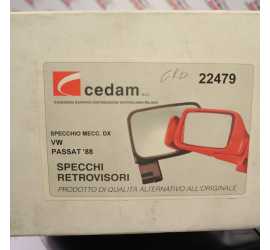 cedam
22479
SPECCHIO MECC. DX
VW
PASSAT '88
SPECCHI
RETROVISORI
PRODOTTO DI QUALITÀ ALTERNATIVO ALL'ORIGINALE